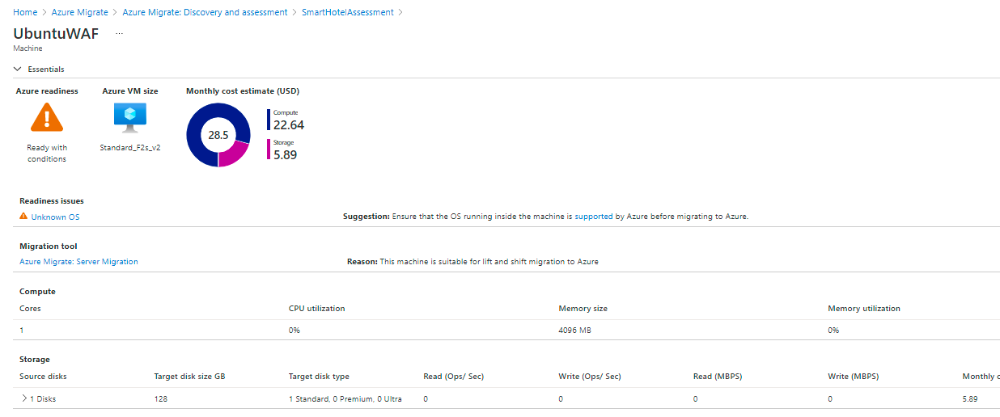 Home > Azure Migrate > Azure Migrate: Discovery and assessment > SmartHotelAssessment >
UbuntuWAF ...
Machine
Essentials
Azure readiness Azure VM size Monthly cost estimate (USD)
Ready with
conditions
Standard_F2s_v2
28.5
Compute
22.64
Storage
5.89
Readiness issues
Unknown OS Suggestion: Ensure that the OS running inside the machine is supported by Azure before migrating to Azure.
Migration tool
Azure Migrate: Server Migration Reason: This machine is suitable for lift and shift migration to Azure
Compute
Cores CPU utilization Memory size Memory utilization
1 0% 4096 MB 0%
Storage
Source disks Target disk size GB Target disk type Read (Ops/ Sec) Write (Ops/ Sec) Read (MBPS) Write (MBPS) Monthly c
> 1 Disks 128 1 Standard, 0 Premium, 0 Ultra 0 0 0 0 5.89